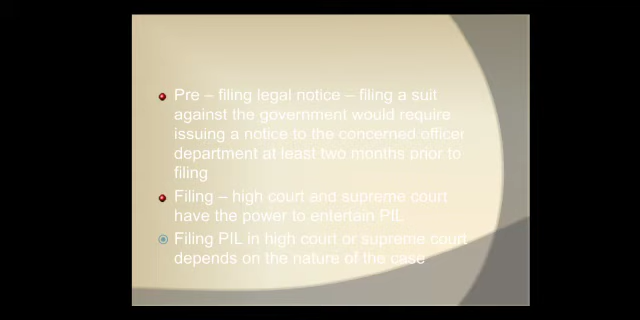 Pre – filing legal notice – filing a suit
against the government would require
issuing a notice to the concerned officer
department at least two months prior to
filing
Filing – high court and supreme court
have the power to entertain PIL
Filing PIL in high court or supreme court
depends on the nature of the case